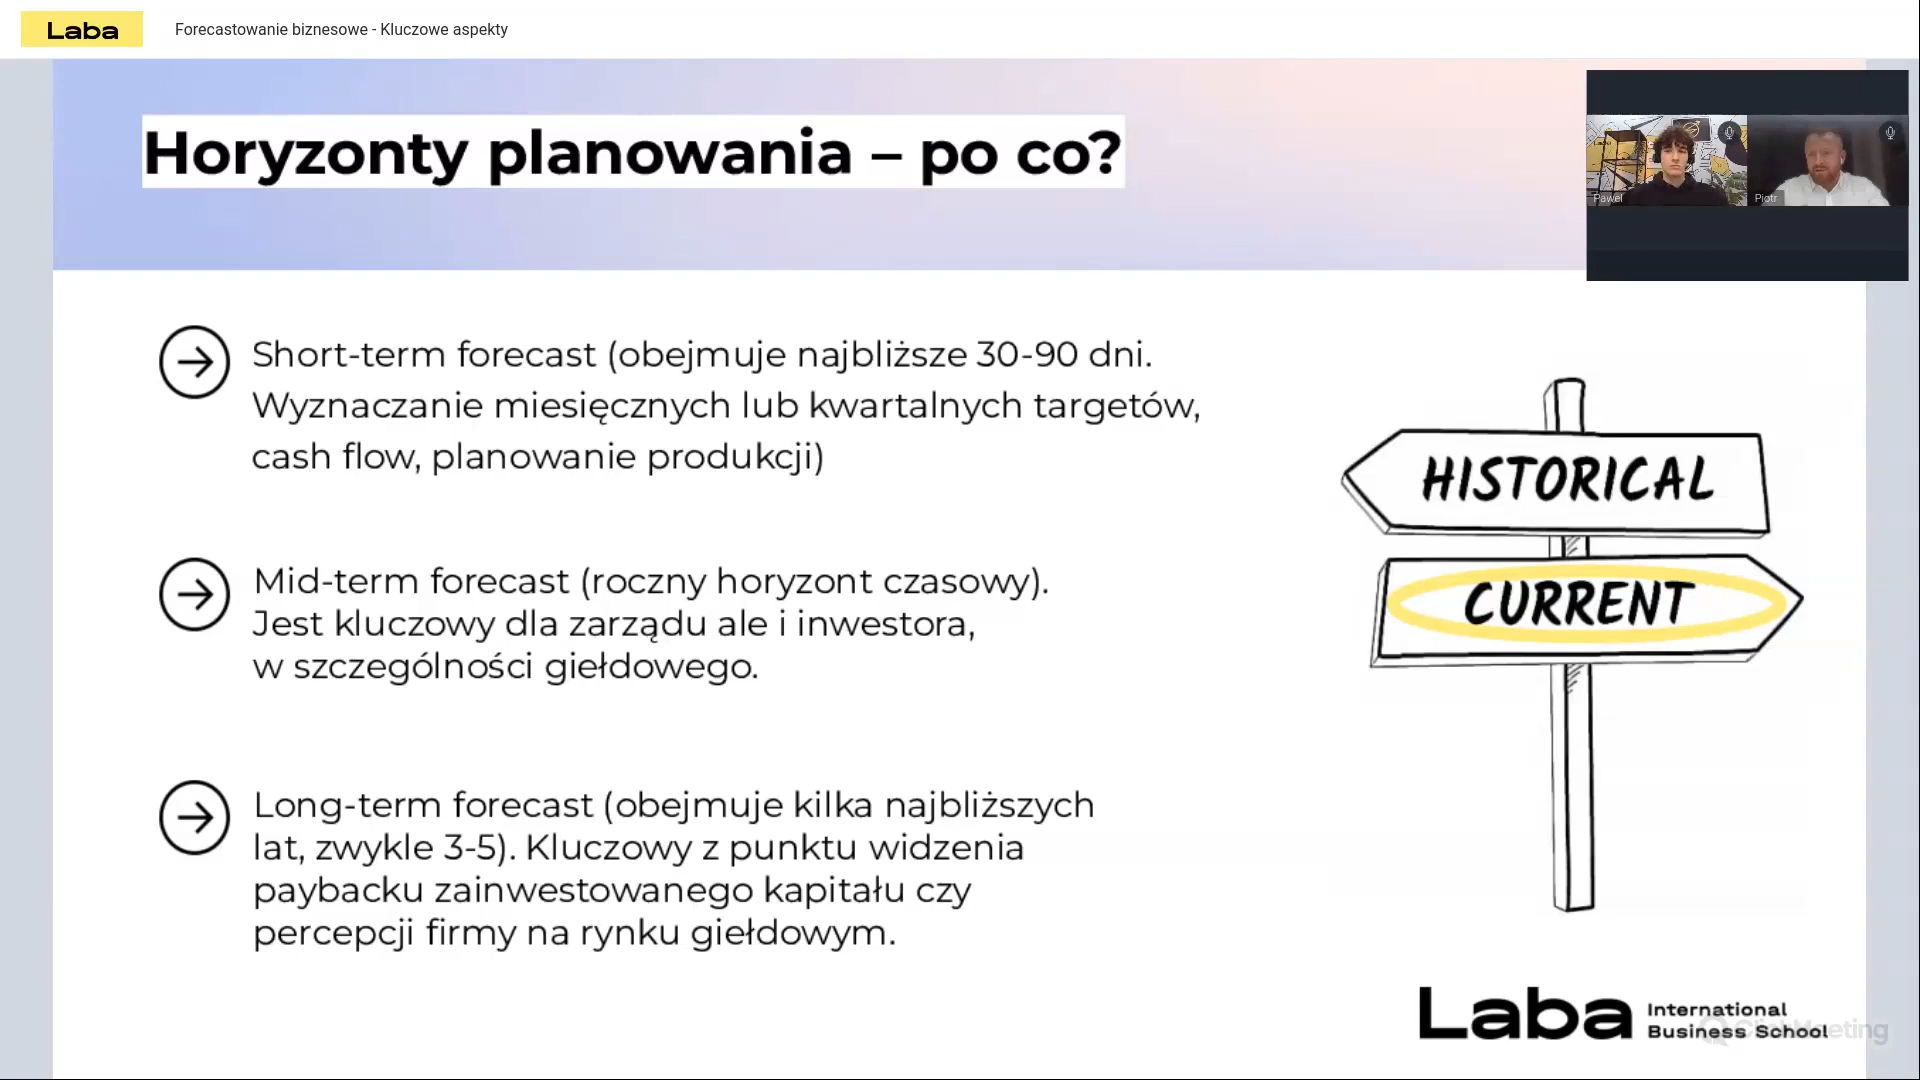 Laba
Forecastowanie biznesowe - Kluczowe aspekty
Horyzonty planowania – po co?
Paweł
Piotr
Short-term forecast (obejmuje najbliższe 30-90 dni.
Wyznaczanie miesięcznych lub kwartalnych targetów,
cash flow, planowanie produkcji)
HISTORICAL
CURRENT
Mid-term forecast (roczny horyzont czasowy).
Jest kluczowy dla zarządu ale i inwestora,
w szczególności giełdowego.
Long-term forecast (obejmuje kilka najbliższych
lat, zwykle 3-5). Kluczowy z punktu widzenia
paybacku zainwestowanego kapitału czy
percepcji firmy na rynku giełdowym.
Laba
International
Business School
ClickMeeting